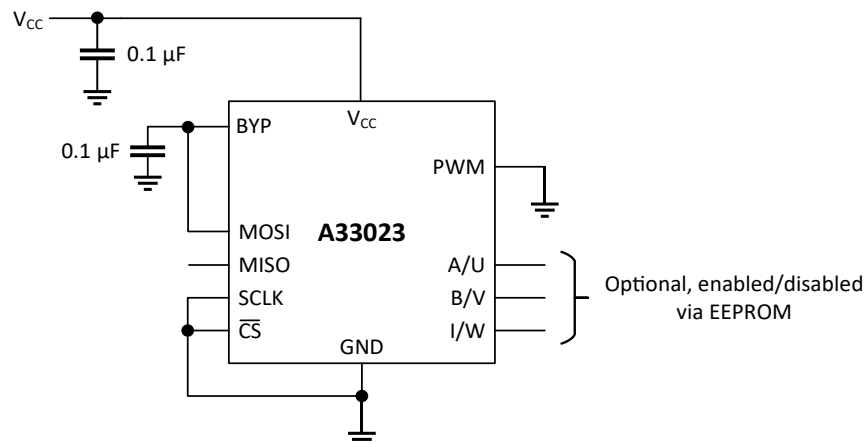 VCC
0.1 µF
BYP
VCC
0.1 µF
PWM
MOSI
A33023
MISO
A/U
SCLK
B/V
Optional, enabled/disabled
via EEPROM
C̅S̅
I/W
GND